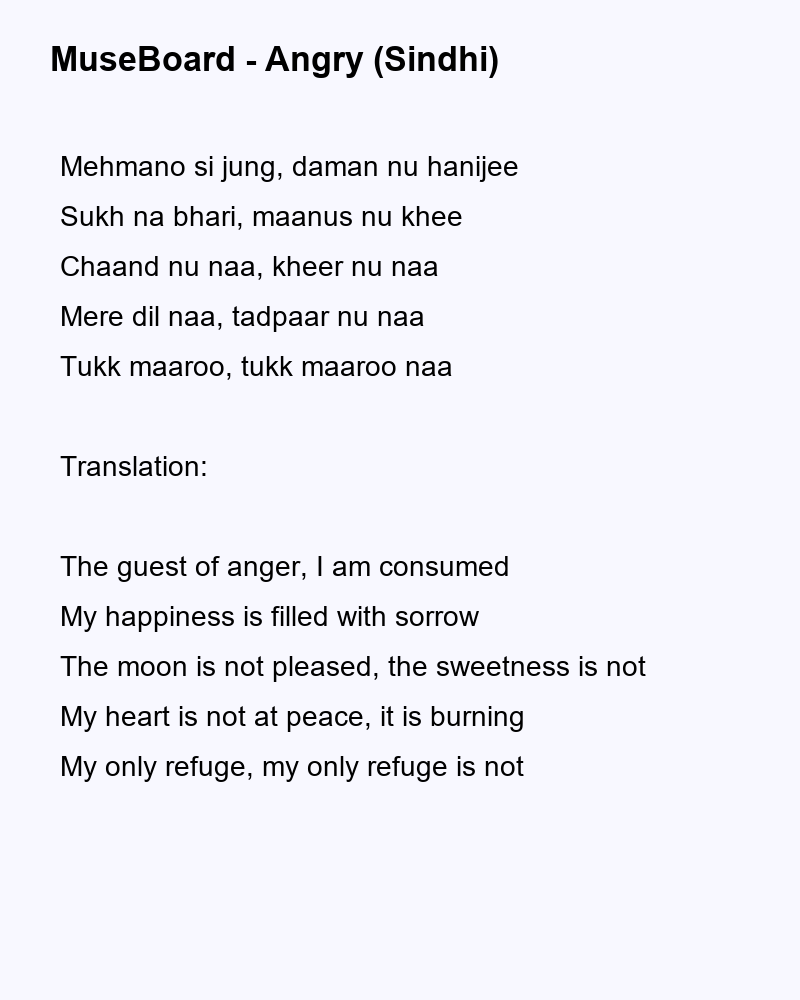 MuseBoard - Angry (Sindhi)
Mehmano si jung, daman nu hanijee
Sukh na bhari, maanus nu khee
Chaand nu naa, kheer nu naa
Mere dil naa, tadpaar nu naa
Tukk maaroo, tukk maaroo naa
Translation:
The guest of anger, I am consumed
My happiness is filled with sorrow
The moon is not pleased, the sweetness is not
My heart is not at peace, it is burning
My only refuge, my only refuge is not